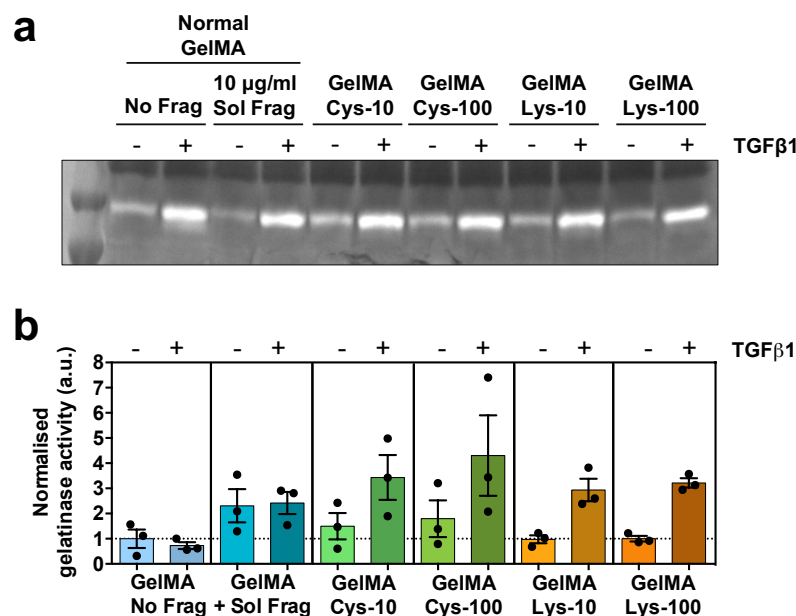 a
Normal
GelMA
No Frag
10 µg/ml
Sol Frag
GelMA
Cys-10
GelMA
Cys-100
GelMA
Lys-10
GelMA
Lys-100
- + - + - + - + - + - + TGFβ1
b
- + - + - + - + - + - + TGFβ1
Normalised
gelatinase activity (a.u.)
8
7
6
5
4
3
2
1
0
GelMA
No Frag
GelMA
+ Sol Frag
GelMA
Cys-10
GelMA
Cys-100
GelMA
Lys-10
GelMA
Lys-100